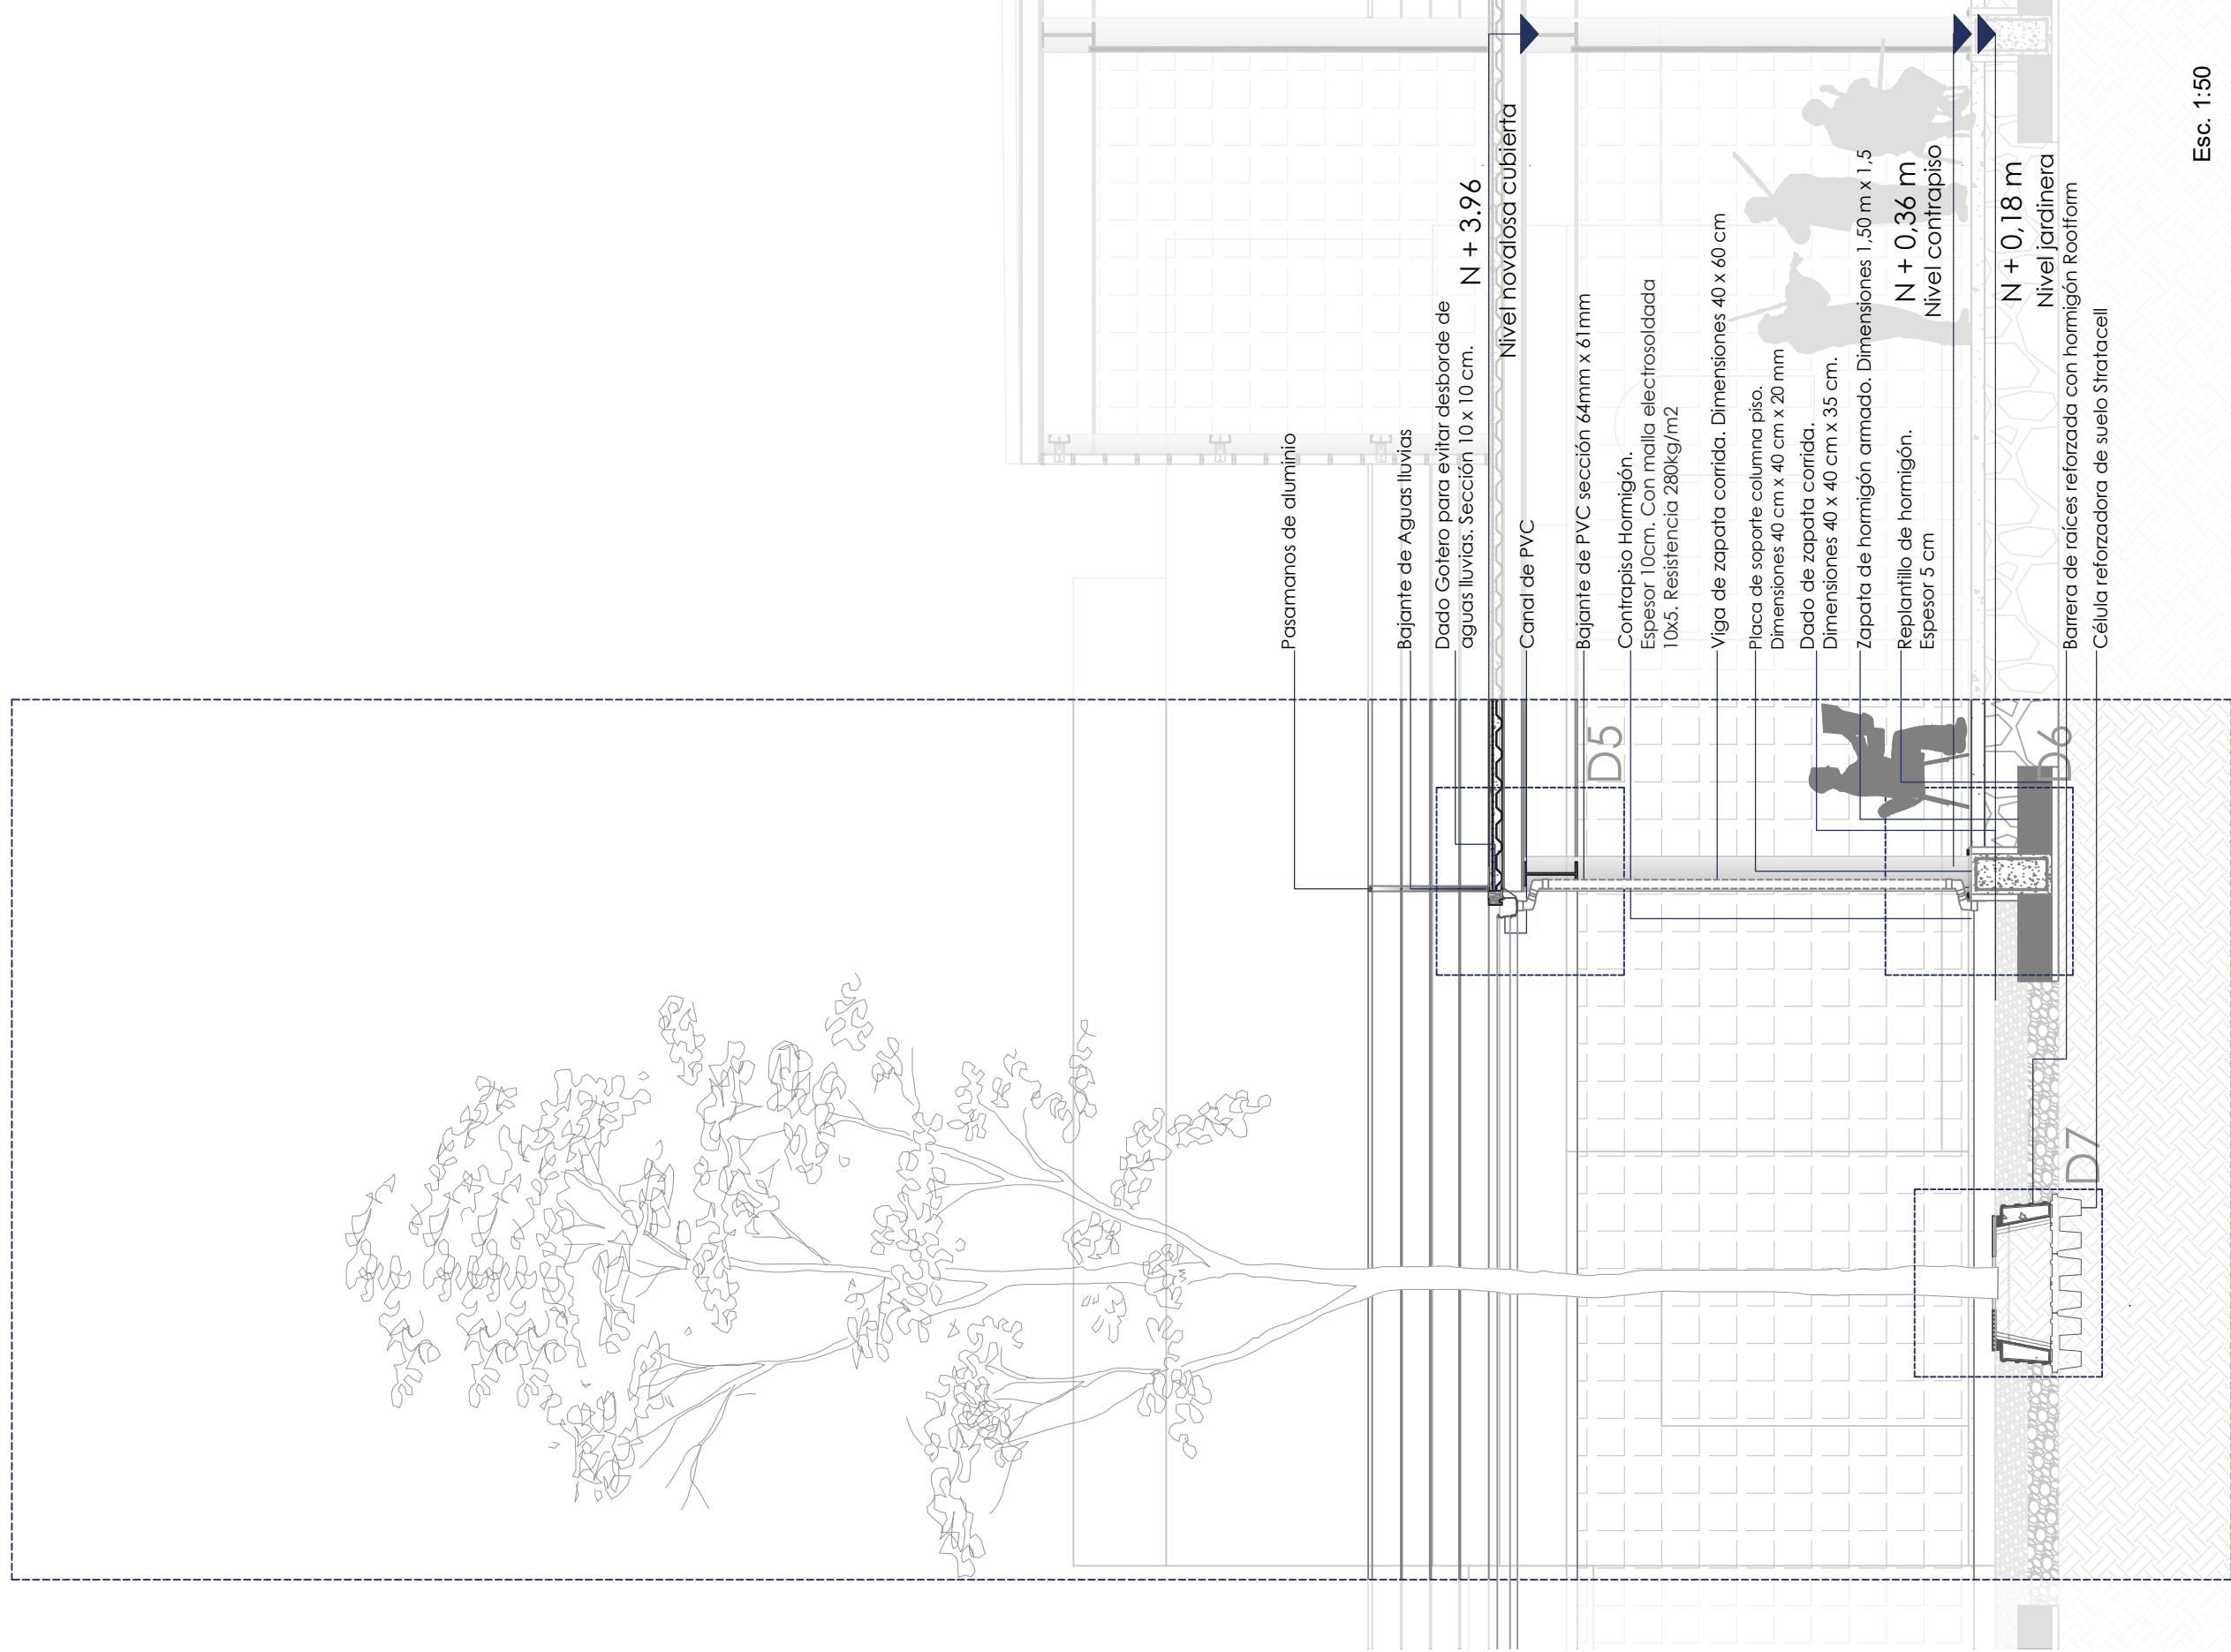 Pasamanos de aluminio
Bajante de Aguas lluvias
Dado Gotero para evitar desborde de
aguas lluvias. Sección 10 x 10 cm.
N + 3.96
Nivel novalosa cubierta
Canal de PVC
Bajante de PVC sección 64mm x 61mm
D5
Contrapiso Hormigón.
Espesor 10cm. Con malla electrosoldada
10x5. Resistencia 280kg/m2
Viga de zapata corrida. Dimensiones 40 x 60 cm
Placa de soporte columna piso.
Dimensiones 40 cm x 40 cm x 20 mm
Dado de zapata corrida.
Dimensiones 40 x 40 cm x 35 cm.
Zapata de hormigón armado. Dimensiones 1,50 m x 1,5
Replantillo de hormigón.
Espesor 5 cm
N + 0,36 m
Nivel contrapiso
N + 0,18 m
Nivel jardinera
D6
Barrera de raíces reforzada con hormigón Rootform
Célula reforzadora de suelo Stratacell
D7
Esc. 1:50